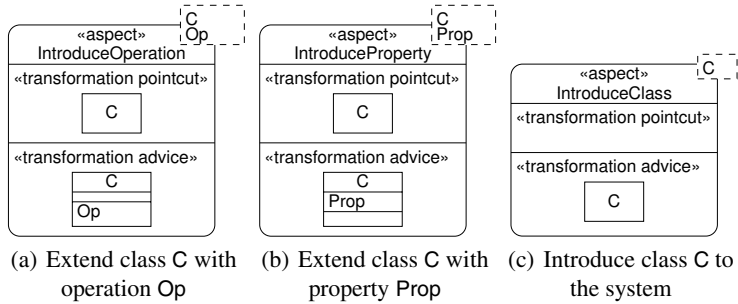 C
Op
«aspect»
IntroduceOperation
«transformation pointcut»
C
«transformation advice»
C
Op
(a) Extend class C with
operation Op
C
Prop
«aspect»
IntroduceProperty
«transformation pointcut»
C
«transformation advice»
C
Prop
(b) Extend class C with
property Prop
C
«aspect»
IntroduceClass
«transformation pointcut»
«transformation advice»
C
(c) Introduce class C to
the system